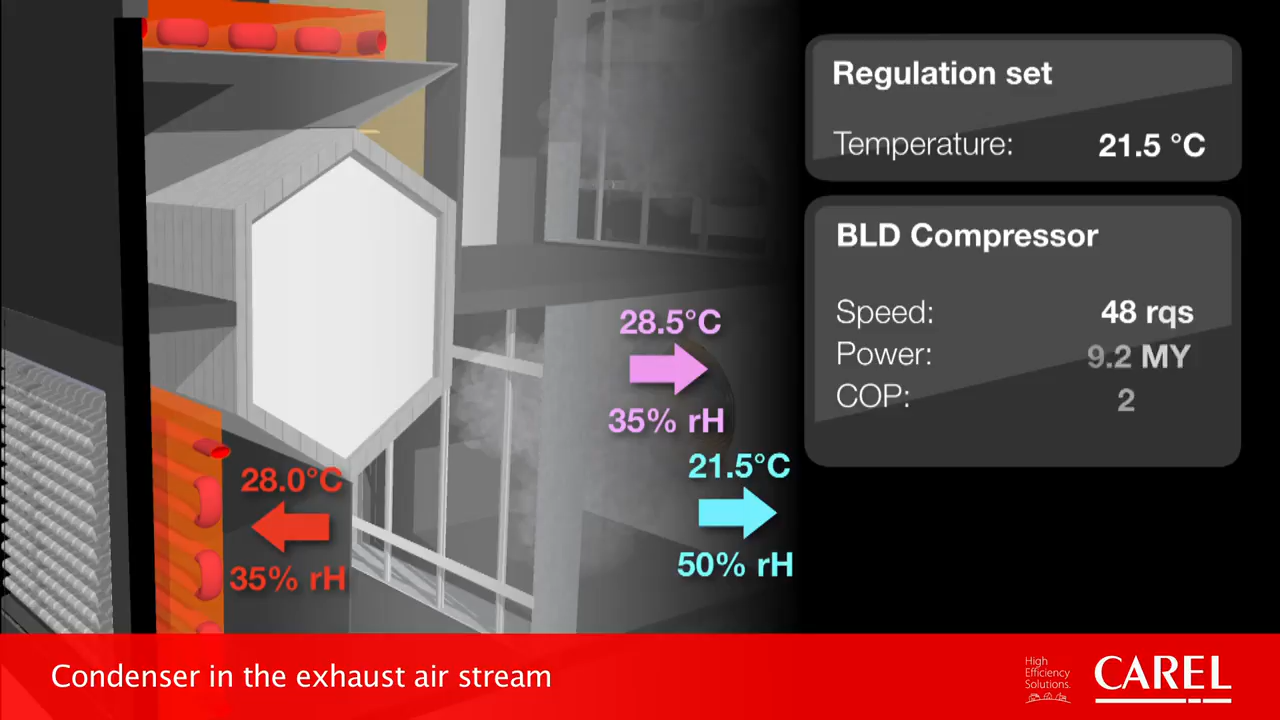 Regulation set
Temperature: 21.5 °C
BLD Compressor
Speed: 48 rqs
Power: 9.2 MY
COP: 2
28.5°C
35% rH
21.5°C
50% rH
28.0°C
35% rH
Condenser in the exhaust air stream
High
Efficiency
Solutions.
CAREL